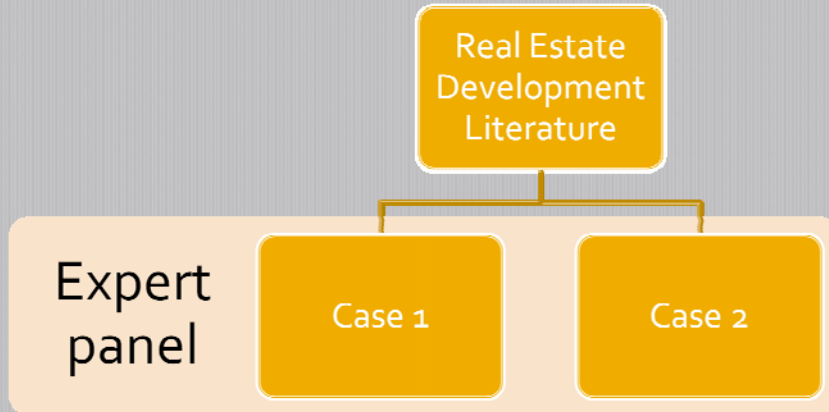 Real Estate
Development
Literature
Expert
panel
Case 1
Case 2